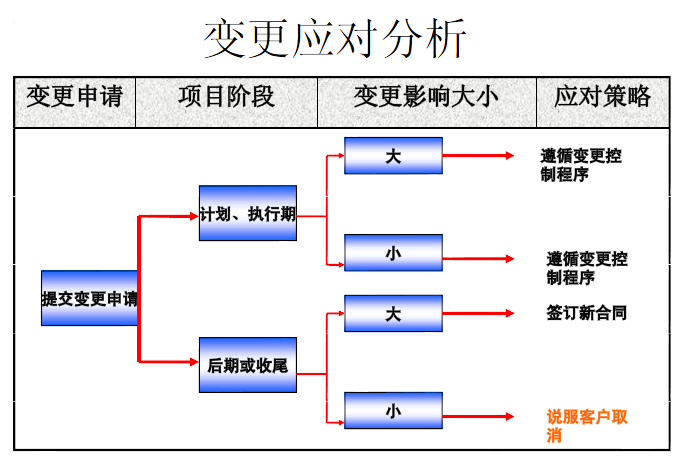 变更应对分析
变更申请 项目阶段 变更影响大小 应对策略
大
遵循变更控
制程序
计划、执行期
小
遵循变更控
制程序
提交变更申请
大
签订新合同
后期或收尾
小
说服客户取
消